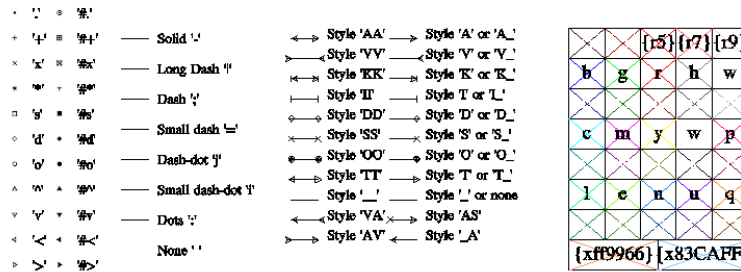 '.' '#.'
'+' '#+'
'x' '#x'
'*' '#*'
's' '#s'
'd' '#d'
'o' '#o'
'^' '#^'
'v' '#v'
'<' '#<'
'>' '#>'
Solid '-'
Long Dash '|'
Dash ';'
Small dash '='
Dash-dot 'j'
Small dash-dot 'i'
Dots ':'
None ' '
Style 'AA' Style 'A' or 'A_'
Style 'VV' Style 'V' or 'V_'
Style 'KK' Style 'K' or 'K_'
Style 'II' Style 'I' or 'I_'
Style 'DD' Style 'D' or 'D_'
Style 'SS' Style 'S' or 'S_'
Style 'OO' Style 'O' or 'O_'
Style 'TT' Style 'T' or 'T_'
Style '__' Style '_' or none
Style 'VA' Style 'AS'
Style 'AV' Style '_A'
{r5} {r7} {r9}
b g r h w
c m y w p
l e n u q
{xff9966} {x83CAFF